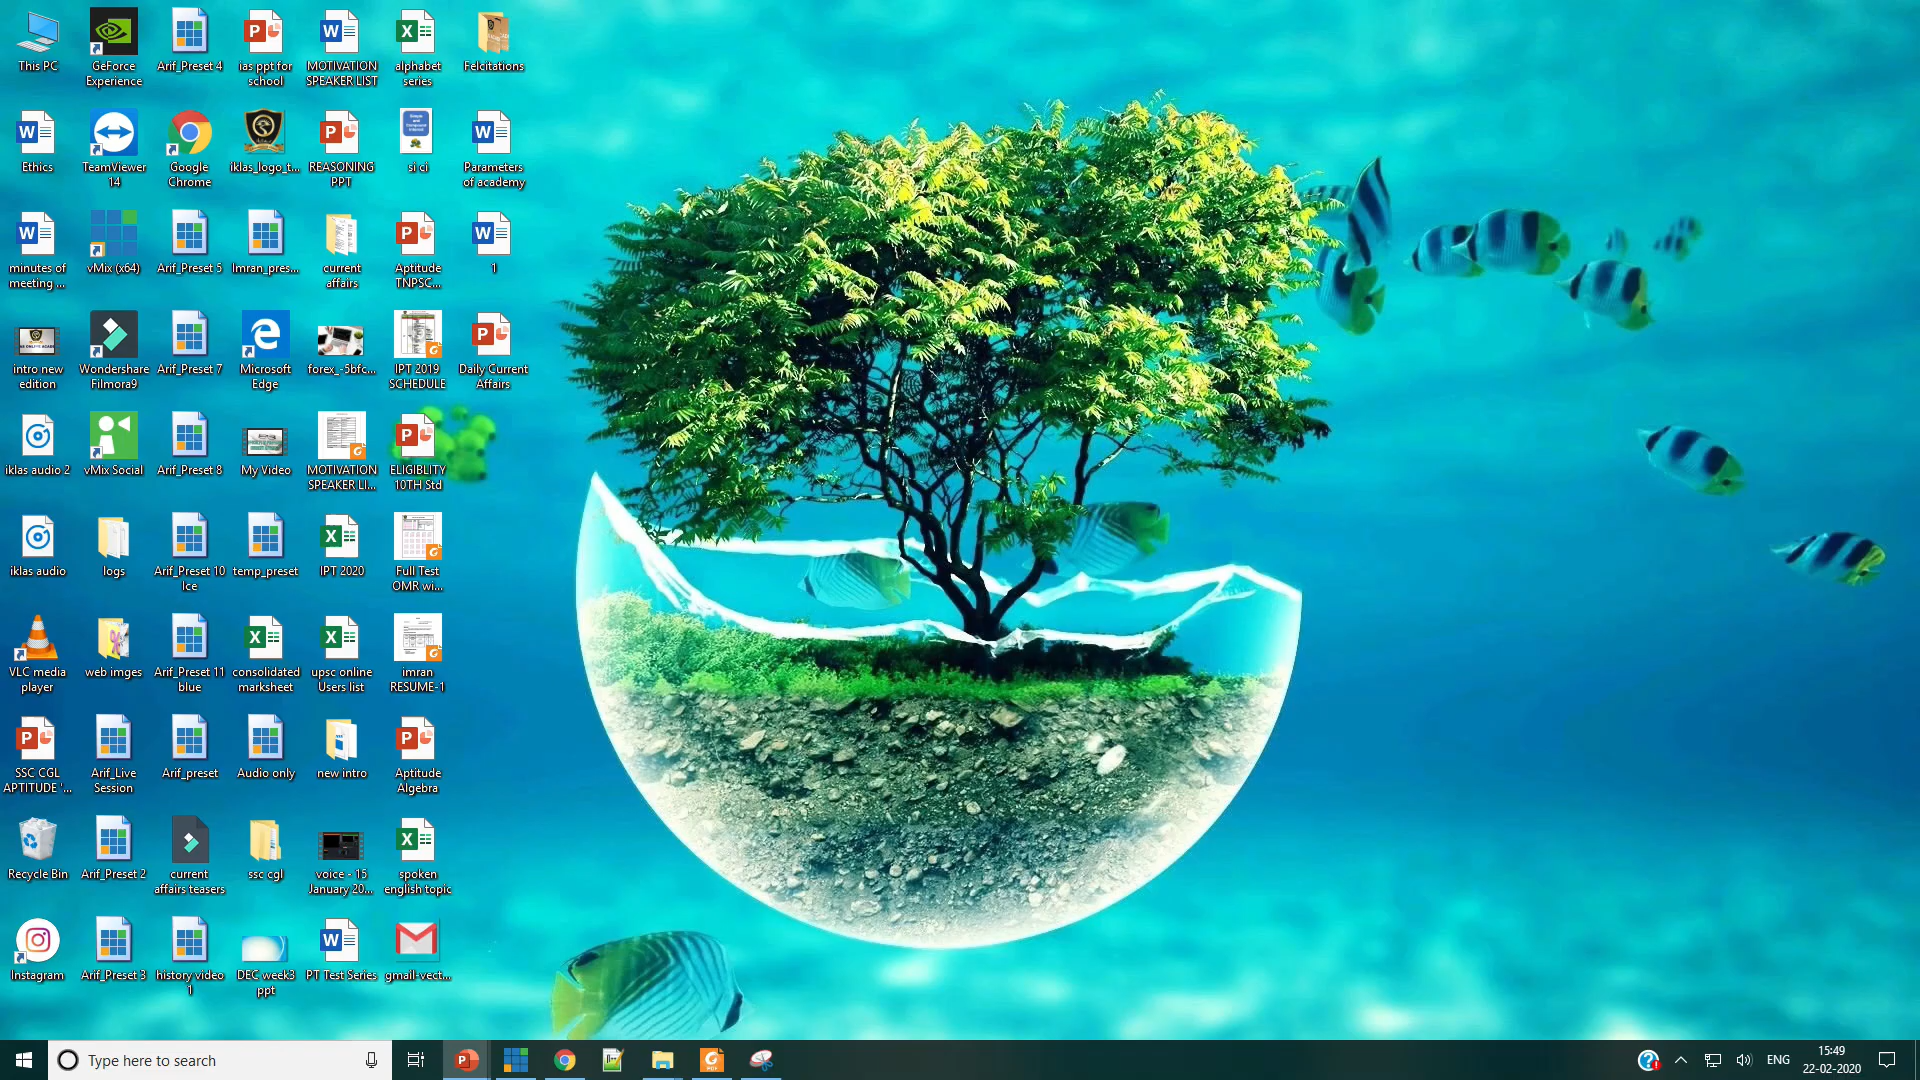 This PC
GeForce
Experience
Arif_Preset 4
ias ppt for
school
MOTIVATION
SPEAKER LIST
alphabet
series
Felcitations
Ethics
TeamViewer
14
Google
Chrome
iklas_logo_t...
REASONING
PPT
si ci
Parameters
of academy
minutes of
meeting ...
vMix (x64)
Arif_Preset 5
Imran_pres...
current
affairs
Aptitude
TNPSC...
1
intro new
edition
Wondershare
Filmora9
Arif_Preset 7
Microsoft
Edge
forex_-5bfc...
IPT 2019
SCHEDULE
Daily Current
Affairs
iklas audio 2
vMix Social
Arif_Preset 8
My Video
MOTIVATION
SPEAKER LI...
ELIGIBLITY
10TH Std
iklas audio
logs
Arif_Preset 10
Ice
temp_preset
IPT 2020
Full Test
OMR wi...
VLC media
player
web imges
Arif_Preset 11
blue
consolidated
marksheet
upsc online
Users list
imran
RESUME-1
SSC CGL
APTITUDE '...
Arif_Live
Session
Arif_preset
Audio only
new intro
Aptitude
Algebra
Recycle Bin
Arif_Preset 2
current
affairs teasers
ssc cgl
voice - 15
January 20...
spoken
english topic
Instagram
Arif_Preset 3
history video
1
DEC week3
ppt
PT Test Series
gmail-vect...
Type here to search
ENG
15:49
22-02-2020